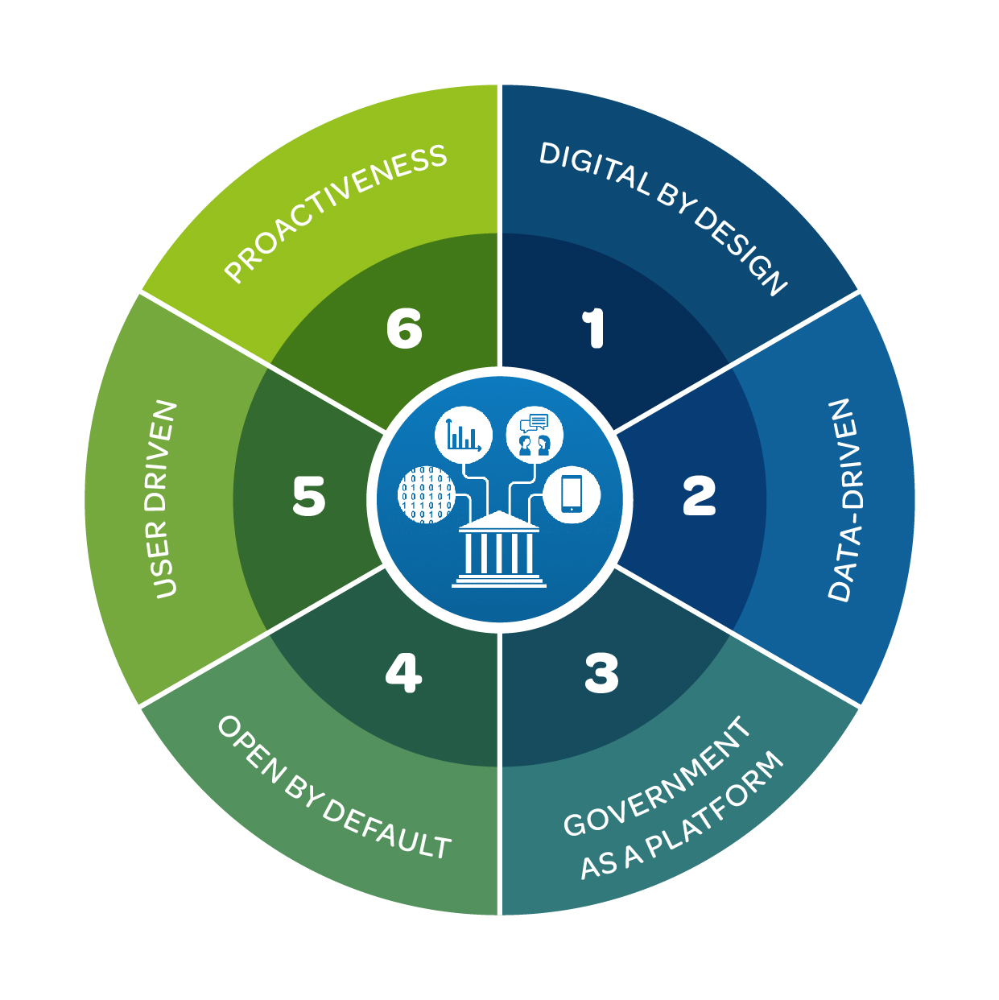 1
DIGITAL BY DESIGN
2
DATA-DRIVEN
3
GOVERNMENT
AS A PLATFORM
4
OPEN BY DEFAULT
5
USER DRIVEN
6
PROACTIVENESS